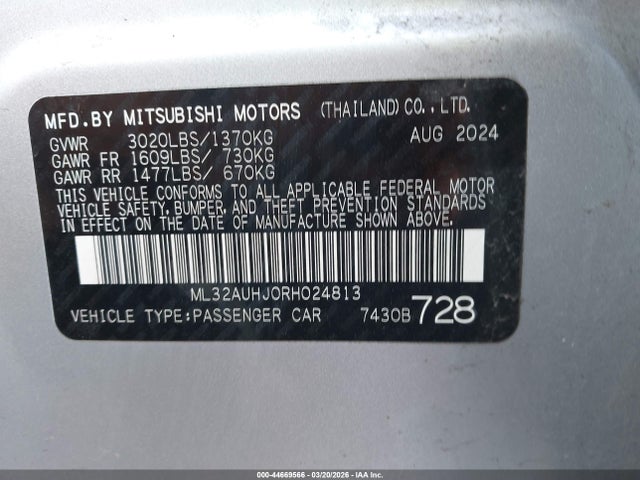 MFD.BY MITSUBISHI MOTORS (THAILAND) CO.,LTD.
GVWR 3020LBS/1370KG AUG 2024
GAWR FR 1609LBS/ 730KG
GAWR RR 1477LBS/ 670KG
THIS VEHICLE CONFORMS TO ALL APPLICABLE FEDERAL MOTOR
VEHICLE SAFETY, BUMPER, AND THEFT PREVENTION STANDARDS
IN EFFECT ON THE DATE OF MANUFACTURE SHOWN ABOVE.
ML32AUHJ0RH024813
VEHICLE TYPE:PASSENGER CAR 7430B 728
000-44669566 | 03/20/2026 | IAA Inc.